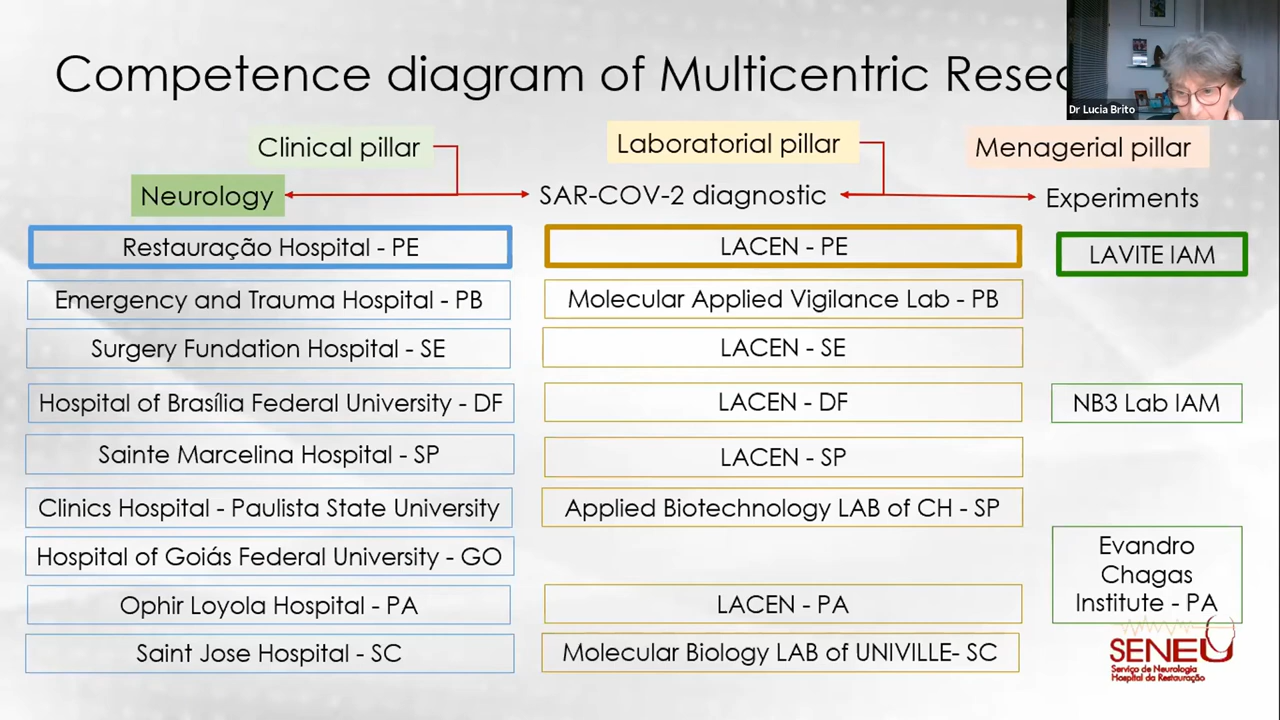 Competence diagram of Multicentric Resea
Dr Lucia Brito
Clinical pillar
Laboratorial pillar
Menagerial pillar
Neurology
SAR-COV-2 diagnostic
Experiments
Restauração Hospital - PE
LACEN - PE
LAVITE IAM
Emergency and Trauma Hospital - PB
Molecular Applied Vigilance Lab - PB
Surgery Fundation Hospital - SE
LACEN - SE
Hospital of Brasília Federal University - DF
LACEN - DF
NB3 Lab IAM
Sainte Marcelina Hospital - SP
LACEN - SP
Clinics Hospital - Paulista State University
Applied Biotechnology LAB of CH - SP
Hospital of Goiás Federal University - GO
Evandro
Chagas
Institute - PA
Ophir Loyola Hospital - PA
LACEN - PA
Saint Jose Hospital - SC
Molecular Biology LAB of UNIVILLE- SC
SENEU
Serviço de Neurologia
Hospital da Restauração